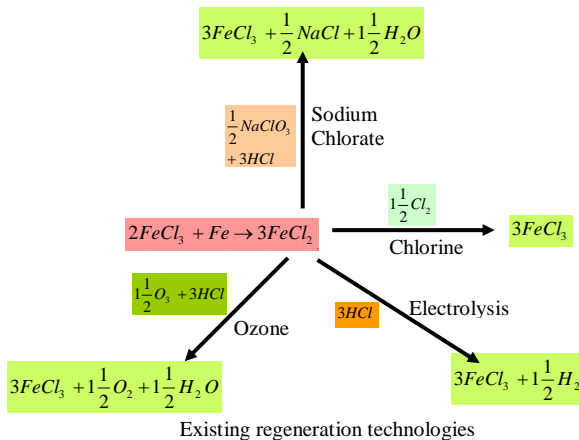 3FeCl₃ + 1/2 NaCl + 1 1/2 H₂O
1/2 NaClO₃
+ 3HCl
Sodium
Chlorate
1 1/2 Cl₂
2FeCl₃ + Fe → 3FeCl₂
3FeCl₃
Chlorine
1 1/2 O₃ + 3HCl
3HCl
Electrolysis
Ozone
3FeCl₃ + 1 1/2 O₂ + 1 1/2 H₂O
3FeCl₃ + 1 1/2 H₂
Existing regeneration technologies